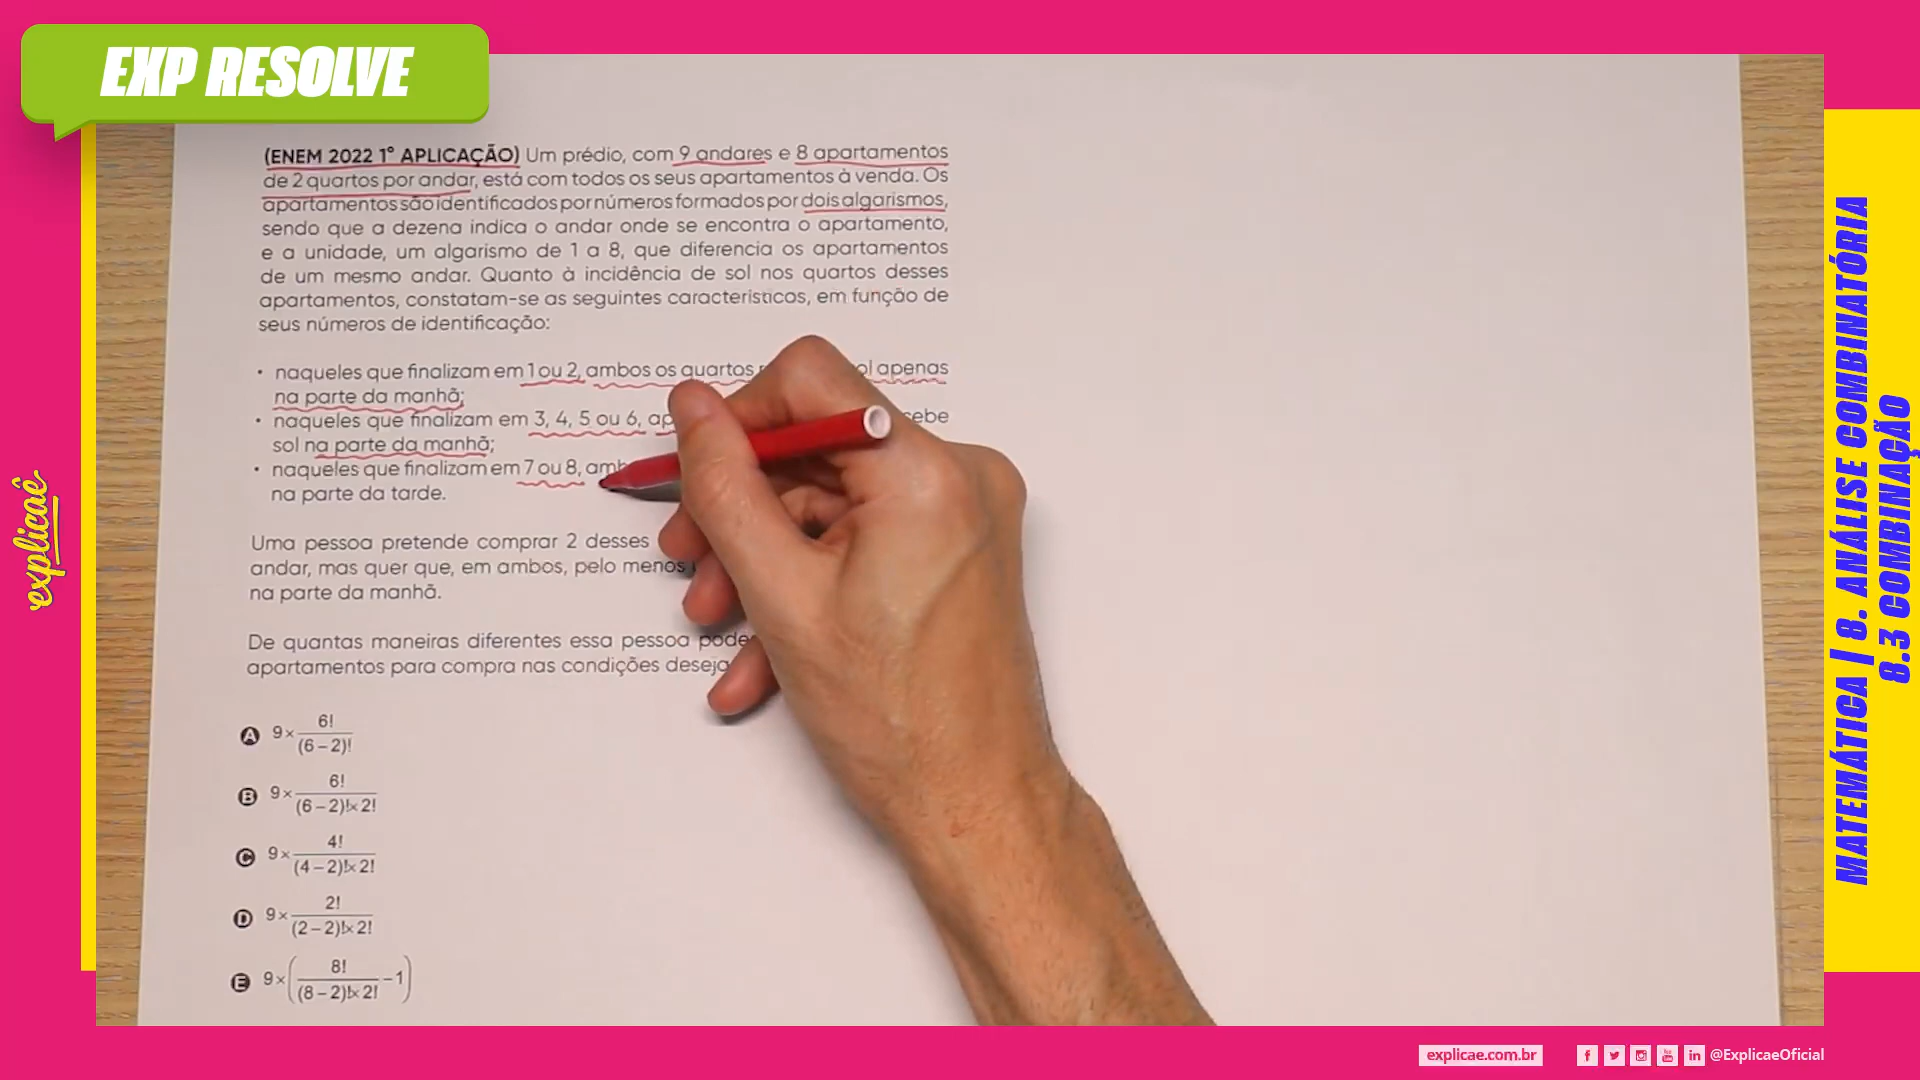 EXP RESOLVE
(ENEM 2022 1° APLICAÇÃO) Um prédio, com 9 andares e 8 apartamentos
de 2 quartos por andar, está com todos os seus apartamentos à venda. Os
apartamentos são identificados por números formados por dois algarismos,
sendo que a dezena indica o andar onde se encontra o apartamento,
e a unidade, um algarismo de 1 a 8, que diferencia os apartamentos
de um mesmo andar. Quanto à incidência de sol nos quartos desses
apartamentos, constatam-se as seguintes características, em função de
seus números de identificação:
• naqueles que finalizam em 1 ou 2, ambos os quartos apenas
na parte da manhã;
• naqueles que finalizam em 3, 4, 5 ou 6,
sol na parte da manhã;
• naqueles que finalizam em 7 ou 8,
na parte da tarde.
Uma pessoa pretende comprar 2 desses
andar, mas quer que, em ambos, pelo menos
na parte da manhã.
De quantas maneiras diferentes essa pessoa
apartamentos para compra nas condições
A 9 × 6!/(6 – 2)!
B 9 × 6!/((6 – 2)! × 2!)
C 9 × 4!/((4 – 2)! × 2!)
D 9 × 2!/((2 – 2)! × 2!)
E 9 × (8!/((8 – 2)! × 2!) – 1)
explicaê
MATEMÁTICA | 8. ANÁLISE COMBINATÓRIA
8.3 COMBINAÇÃO
explicae.com.br
@ExplicaeOficial